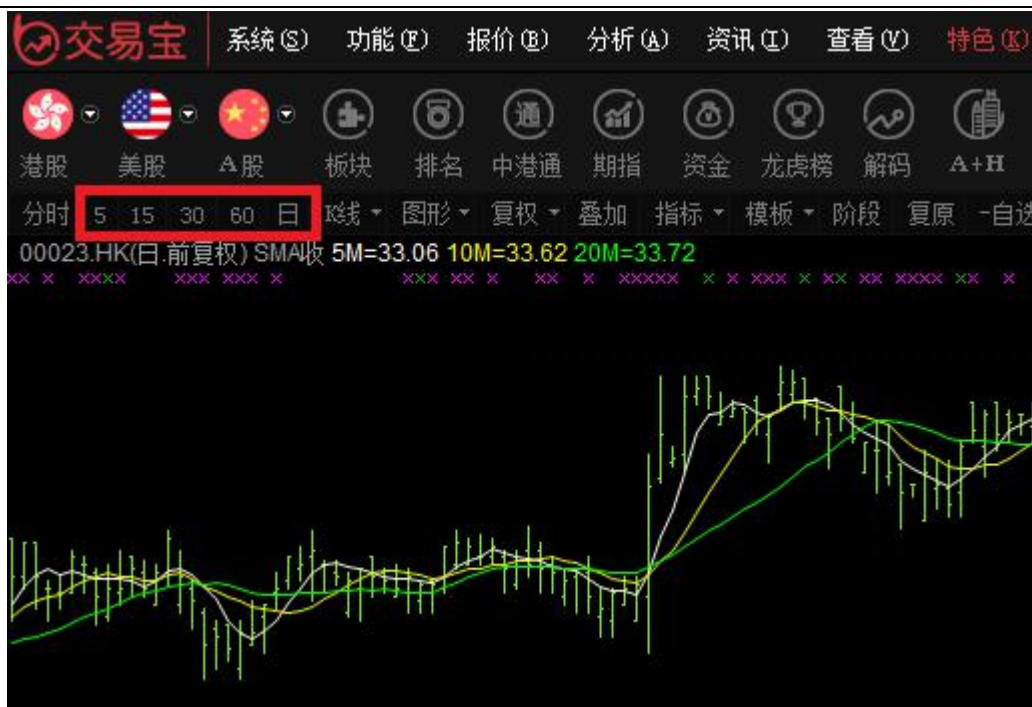 交易宝 系统(S) 功能(F) 报价(B) 分析(A) 资讯(I) 查看(V) 特色(K)
港股 美股 A股 板块 排名 中港通 期指 资金 龙虎榜 解码 A+H
分时 5 15 30 60 日 K线 图形 复权 叠加 指标 模板 阶段 复原 -自选
00023.HK(日.前复权) SMA收 5M=33.06 10M=33.62 20M=33.72